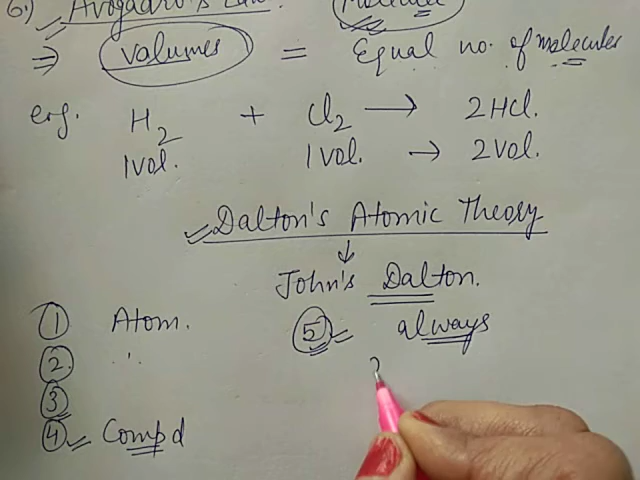 6) Avogadro's Law. Molecule
⇒ Volumes = Equal no. of molecules
e.g. H2 + Cl2 → 2HCl.
1Vol. 1Vol. → 2Vol.
Dalton's Atomic Theory
↓
John's Dalton.
① Atom. ⑤ always
②
③
④ Compd